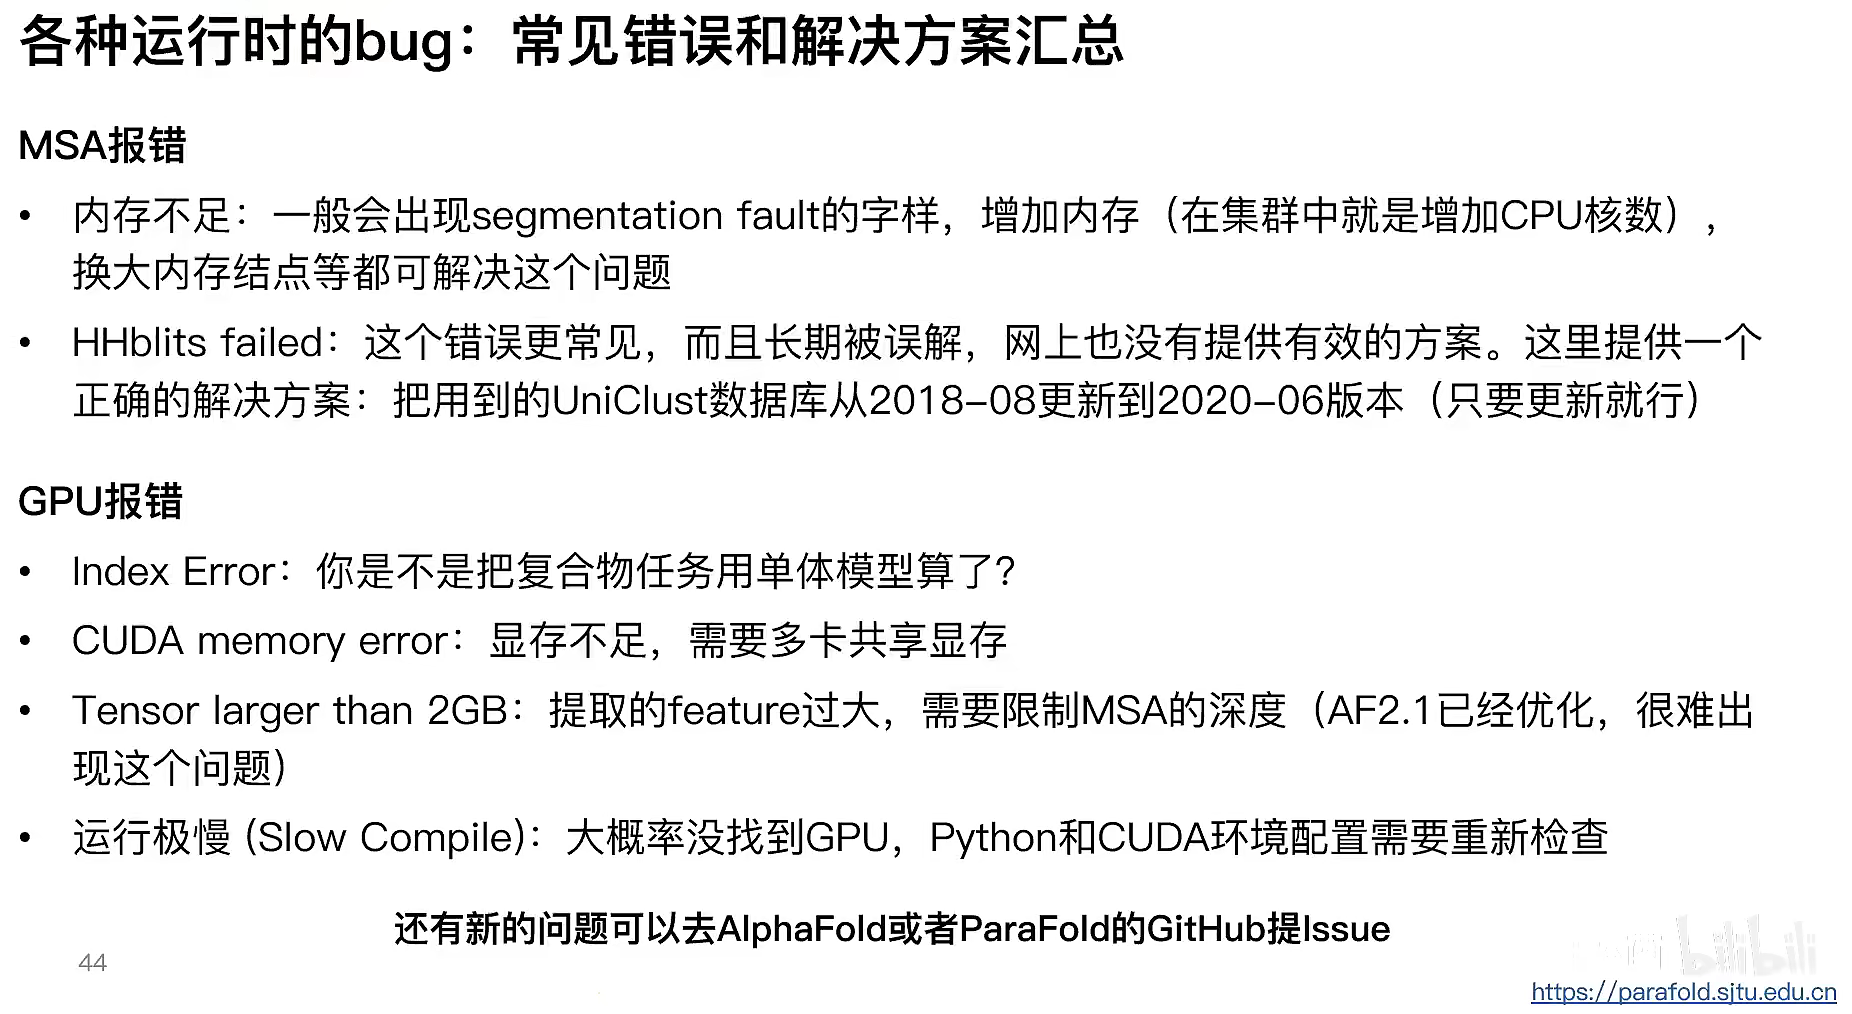 各种运行时的bug：常见错误和解决方案汇总
MSA报错
• 内存不足：一般会出现segmentation fault的字样，增加内存（在集群中就是增加CPU核数），
换大内存结点等都可解决这个问题
• HHblits failed：这个错误更常见，而且长期被误解，网上也没有提供有效的方案。这里提供一个
正确的解决方案：把用到的UniClust数据库从2018-08更新到2020-06版本（只要更新就行）
GPU报错
• Index Error：你是不是把复合物任务用单体模型算了？
• CUDA memory error：显存不足，需要多卡共享显存
• Tensor larger than 2GB：提取的feature过大，需要限制MSA的深度（AF2.1已经优化，很难出
现这个问题）
• 运行极慢 (Slow Compile)：大概率没找到GPU，Python和CUDA环境配置需要重新检查
还有新的问题可以去AlphaFold或者ParaFold的GitHub提Issue
44
bilibili
https://parafold.sjtu.edu.cn